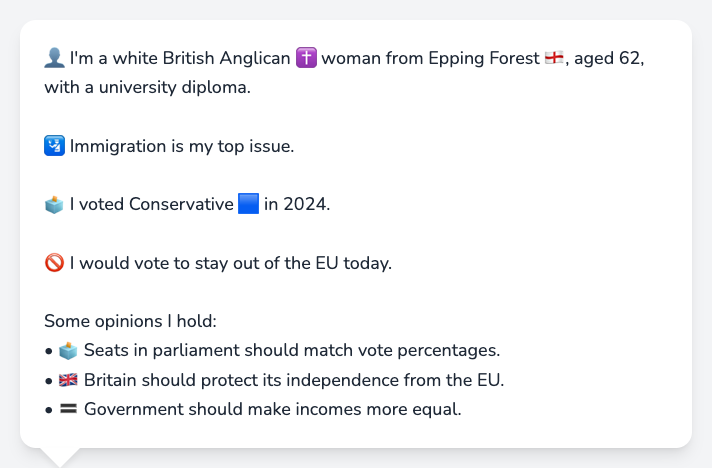 👤 I'm a white British Anglican ✝️ woman from Epping Forest 🏴󠁧󠁢󠁥󠁮󠁧󠁿, aged 62,
with a university diploma.
🛂 Immigration is my top issue.
🗳️ I voted Conservative 🟦 in 2024.
🚫 I would vote to stay out of the EU today.
Some opinions I hold:
• 🗳️ Seats in parliament should match vote percentages.
• 🇬🇧 Britain should protect its independence from the EU.
• 🟰 Government should make incomes more equal.